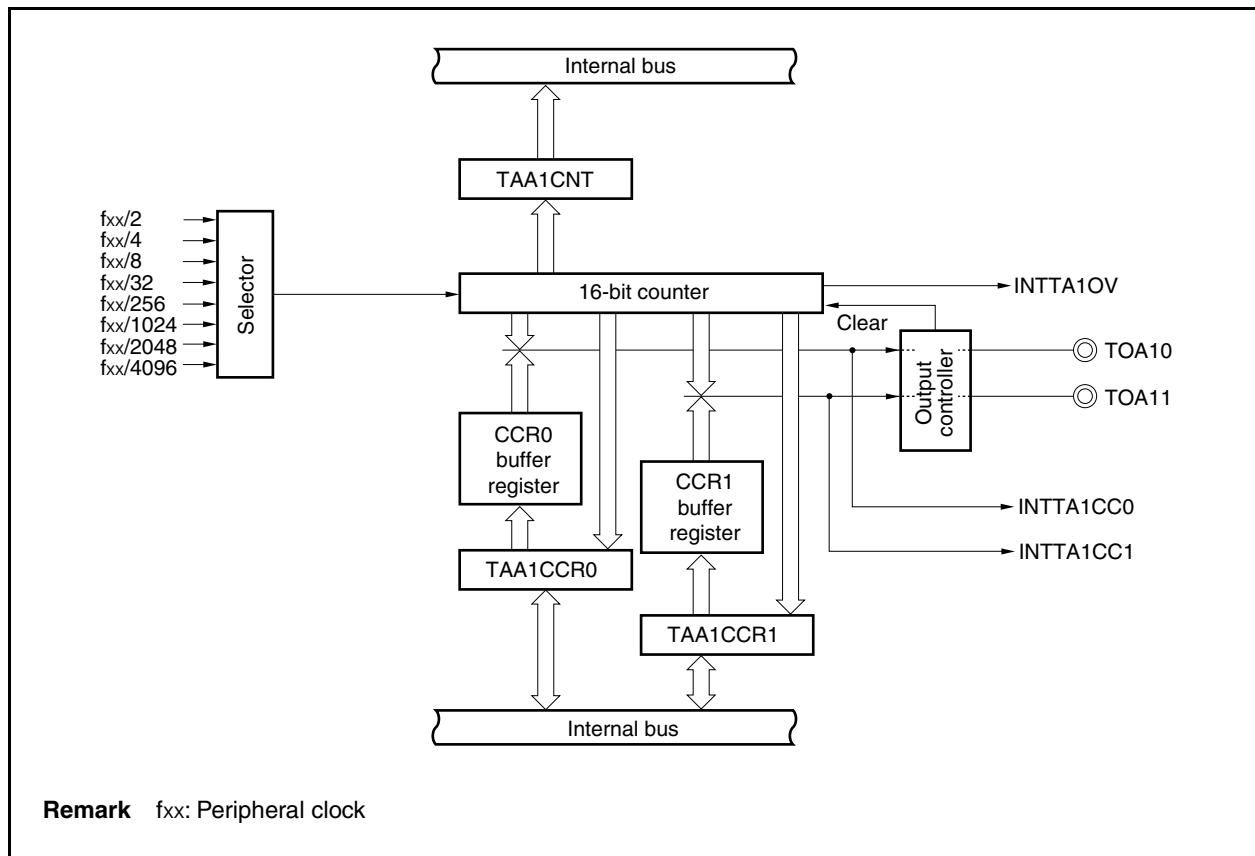 Internal bus
TAA1CNT
fxx/2
fxx/4
fxx/8
fxx/32
fxx/256
fxx/1024
fxx/2048
fxx/4096
Selector
16-bit counter
INTTA1OV
Clear
Output
controller
TOA10
TOA11
CCR0
buffer
register
CCR1
buffer
register
INTTA1CC0
INTTA1CC1
TAA1CCR0
TAA1CCR1
Internal bus
Remark fxx: Peripheral clock